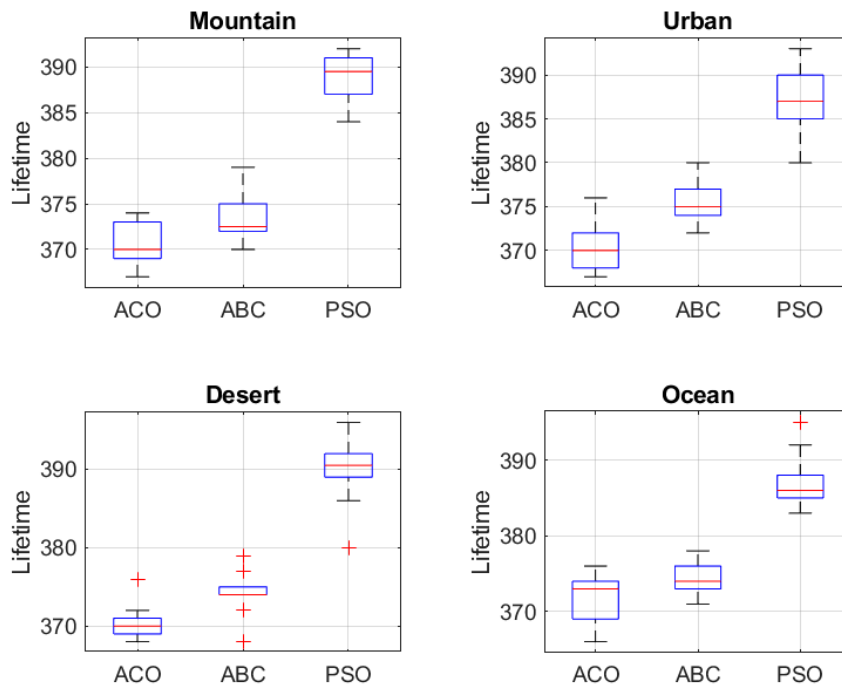 Mountain
Lifetime
390
385
380
375
370
ACO ABC PSO
Urban
Lifetime
390
385
380
375
370
ACO ABC PSO
Desert
Lifetime
390
380
370
ACO ABC PSO
Ocean
Lifetime
390
380
370
ACO ABC PSO